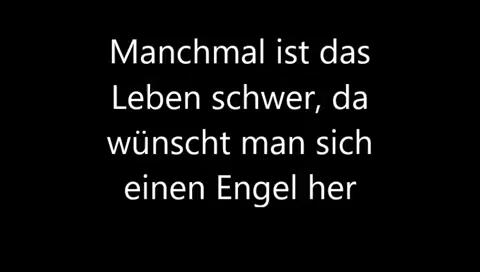 Manchmal ist das
Leben schwer, da
wünscht man sich
einen Engel her